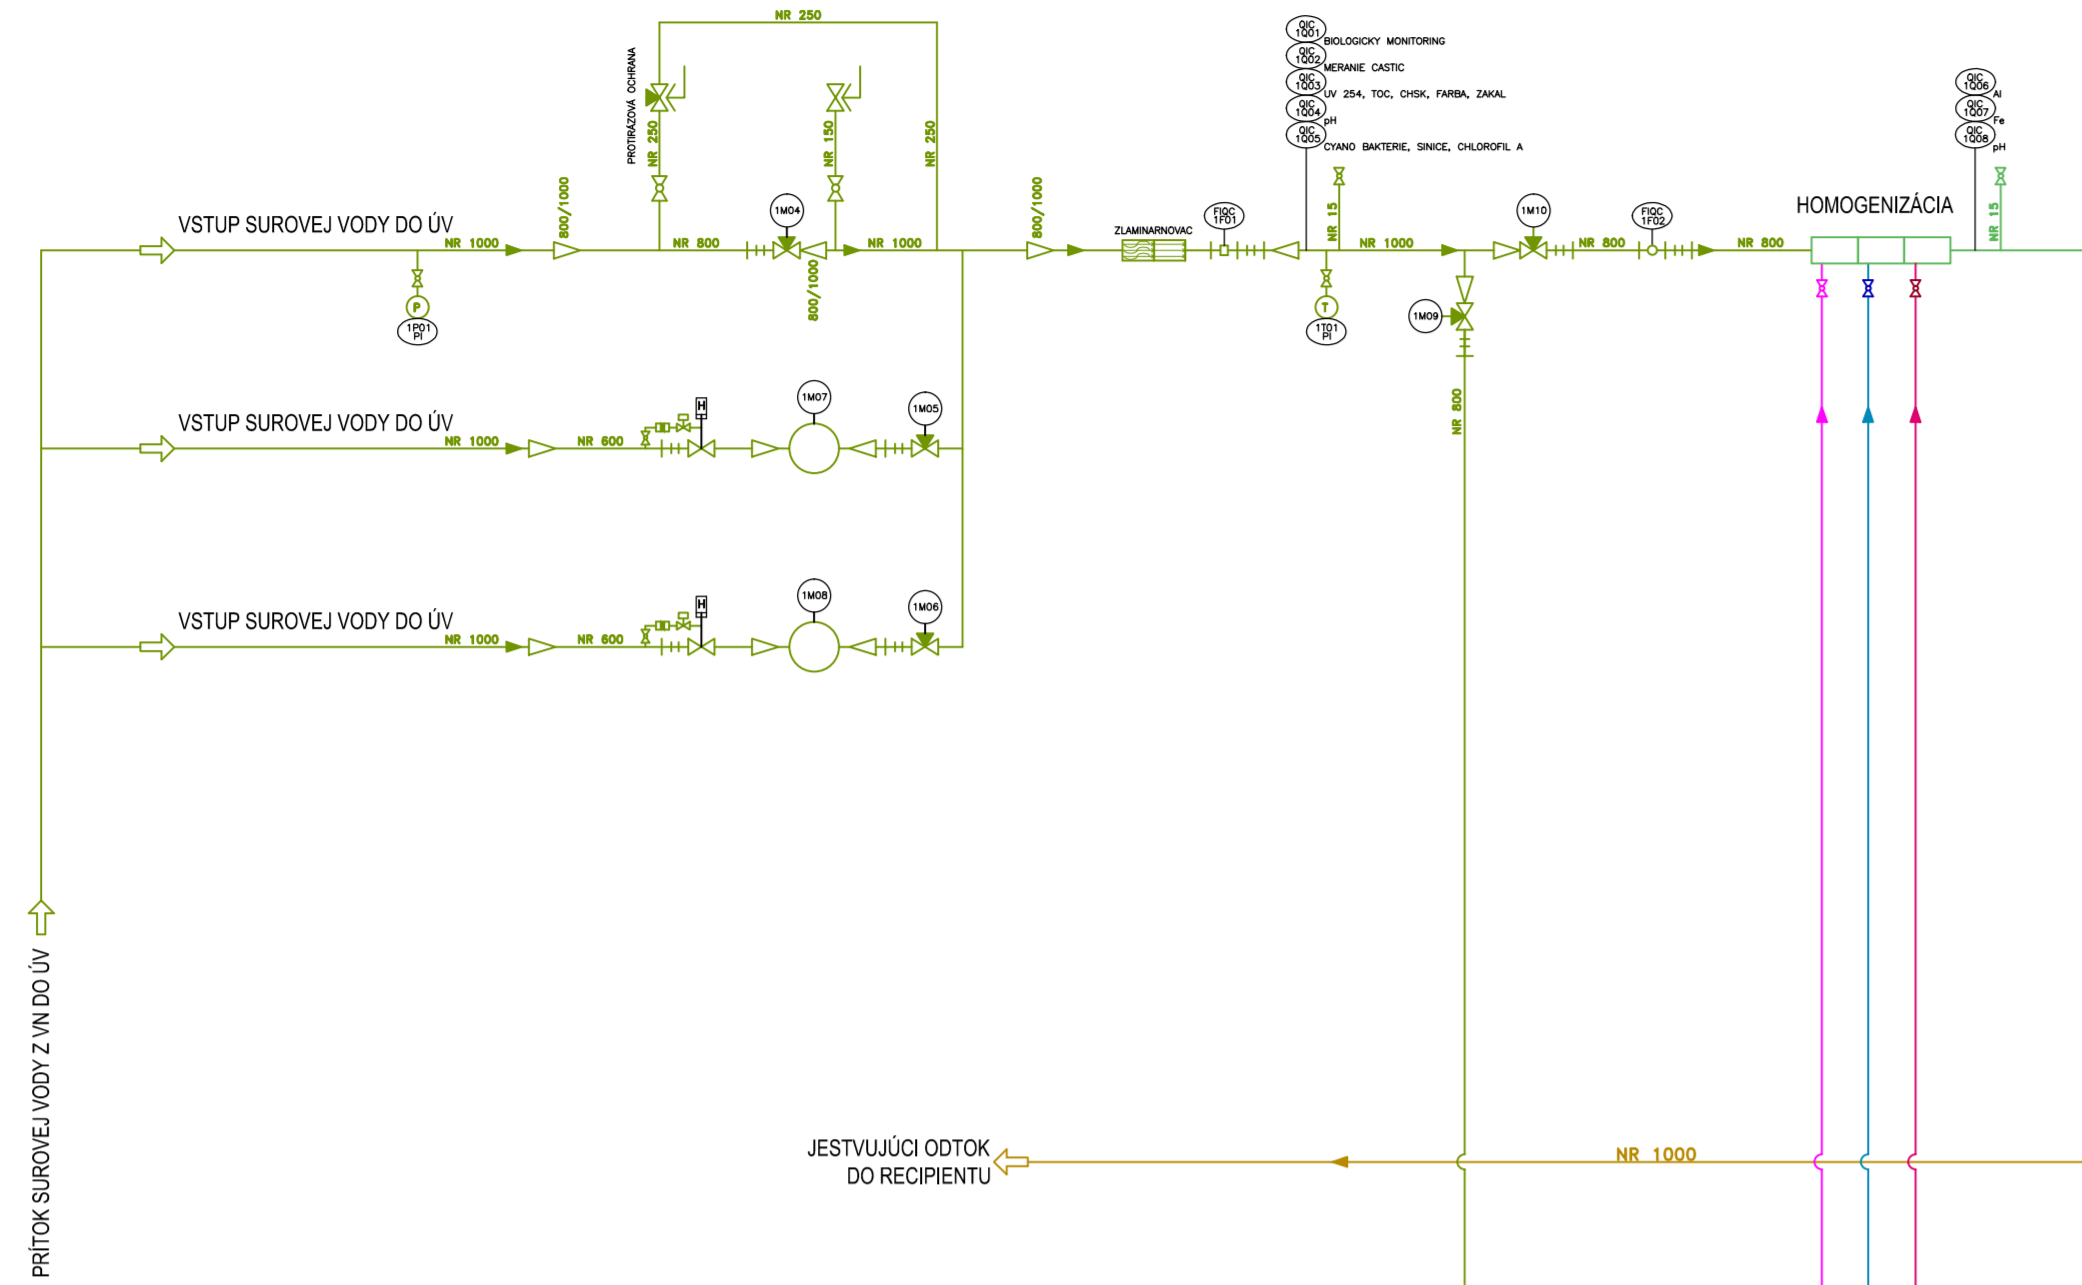 NR 250
PROTIRÁZOVÁ OCHRANA
NR 250
NR 150
NR 250
QIC
1Q01
BIOLOGICKY MONITORING
QIC
1Q02
MERANIE CASTIC
QIC
1Q03
UV 254, TOC, CHSK, FARBA, ZAKAL
QIC
1Q04
pH
QIC
1Q05
CYANO BAKTERIE, SINICE, CHLOROFIL A
QIC
1Q06
Al
QIC
1Q07
Fe
QIC
1Q08
pH
VSTUP SUROVEJ VODY DO ÚV
NR 1000
800/1000
NR 800
1M04
800/1000
NR 1000
800/1000
ZLAMINARNOVAC
FIQC
1F01
NR 15
NR 1000
1M10
NR 800
FIQC
1F02
NR 800
HOMOGENIZÁCIA
NR 15
P
1P01
PI
T
1T01
PI
1M09
NR 800
VSTUP SUROVEJ VODY DO ÚV
NR 1000
NR 600
H
1M07
1M05
VSTUP SUROVEJ VODY DO ÚV
NR 1000
NR 600
H
1M08
1M06
PRÍTOK SUROVEJ VODY Z VN DO ÚV
JESTVUJÚCI ODTOK
DO RECIPIENTU
NR 1000